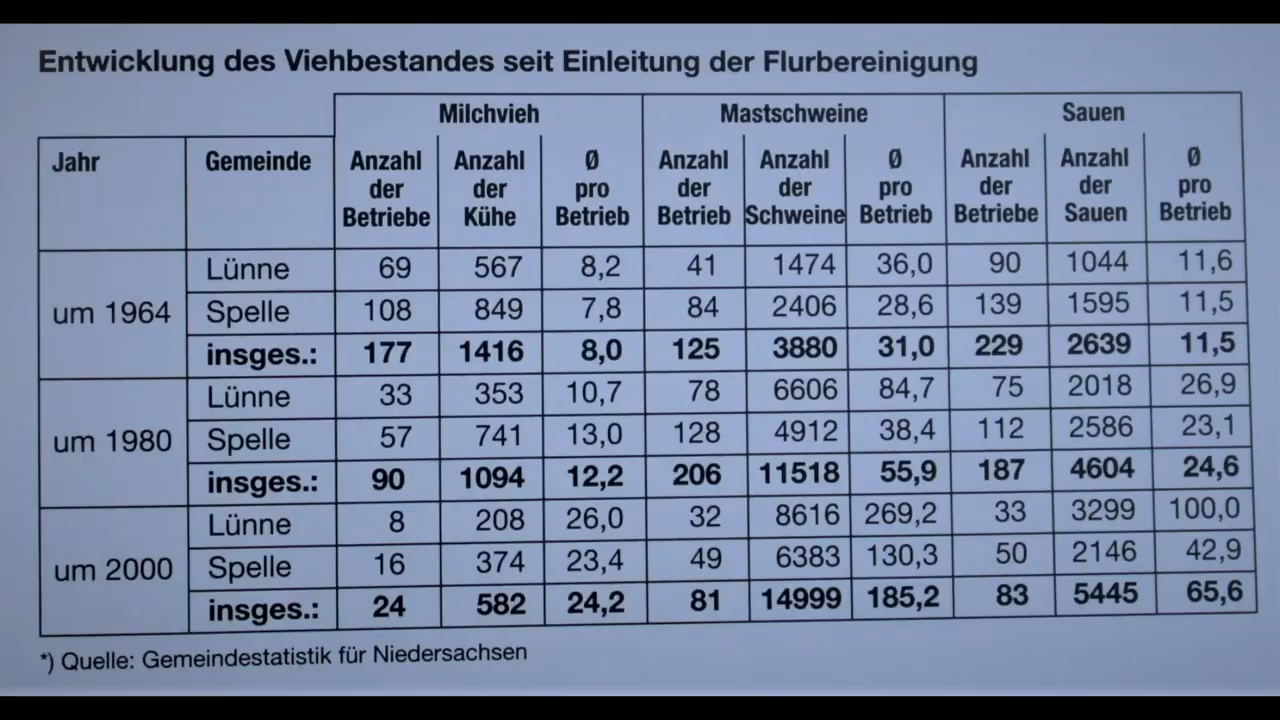 Entwicklung des Viehbestandes seit Einleitung der Flurbereinigung
Milchvieh Mastschweine Sauen
Jahr Gemeinde Anzahl Anzahl Ø Anzahl Anzahl Ø Anzahl Anzahl Ø
der der pro der der pro der der pro
Betriebe Kühe Betrieb Betrieb Schweine Betrieb Betriebe Sauen Betrieb
um 1964
Lünne 69 567 8,2 41 1474 36,0 90 1044 11,6
Spelle 108 849 7,8 84 2406 28,6 139 1595 11,5
insges.: 177 1416 8,0 125 3880 31,0 229 2639 11,5
um 1980
Lünne 33 353 10,7 78 6606 84,7 75 2018 26,9
Spelle 57 741 13,0 128 4912 38,4 112 2586 23,1
insges.: 90 1094 12,2 206 11518 55,9 187 4604 24,6
um 2000
Lünne 8 208 26,0 32 8616 269,2 33 3299 100,0
Spelle 16 374 23,4 49 6383 130,3 50 2146 42,9
insges.: 24 582 24,2 81 14999 185,2 83 5445 65,6
*) Quelle: Gemeindestatistik für Niedersachsen